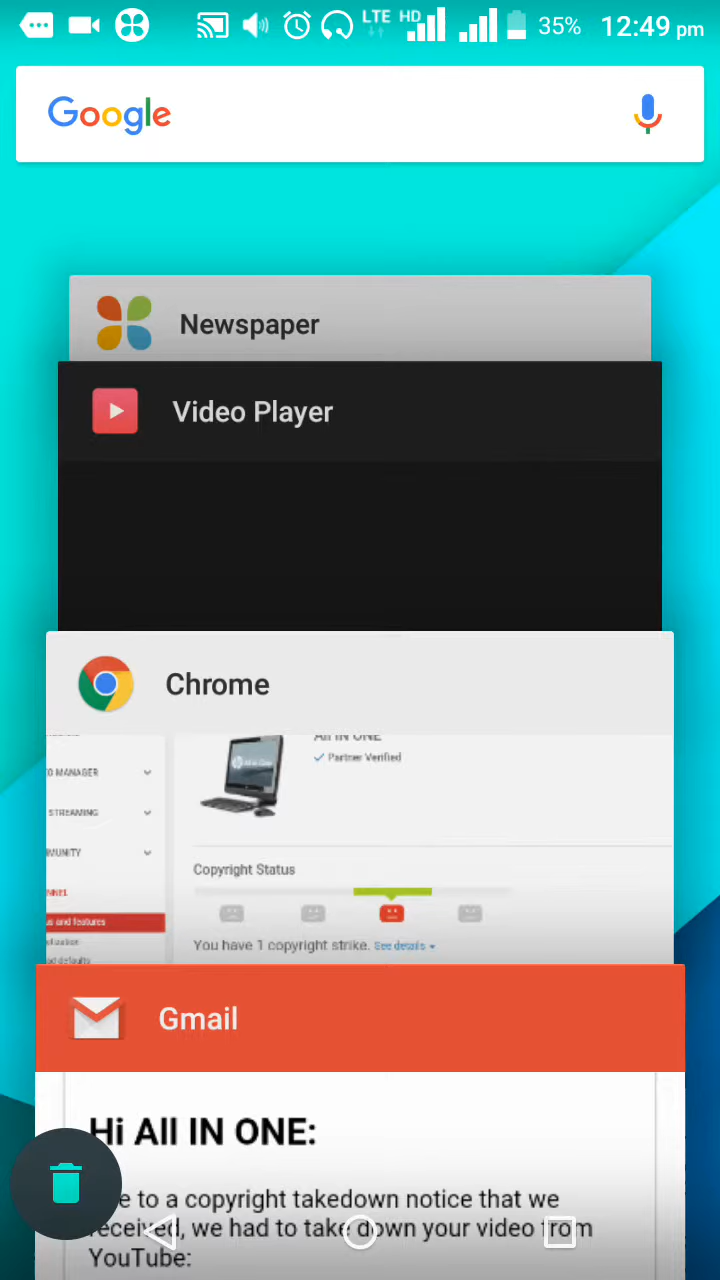 LTE HD 35% 12:49 pm
Google
Newspaper
Video Player
Chrome
All IN ONE
MANAGER
Partner Verified
STREAMING
Copyright Status
and features
You have 1 copyright strike. See details
Gmail
Hi All IN ONE:
to a copyright takedown notice that we
received, we had to take down your video from
YouTube: